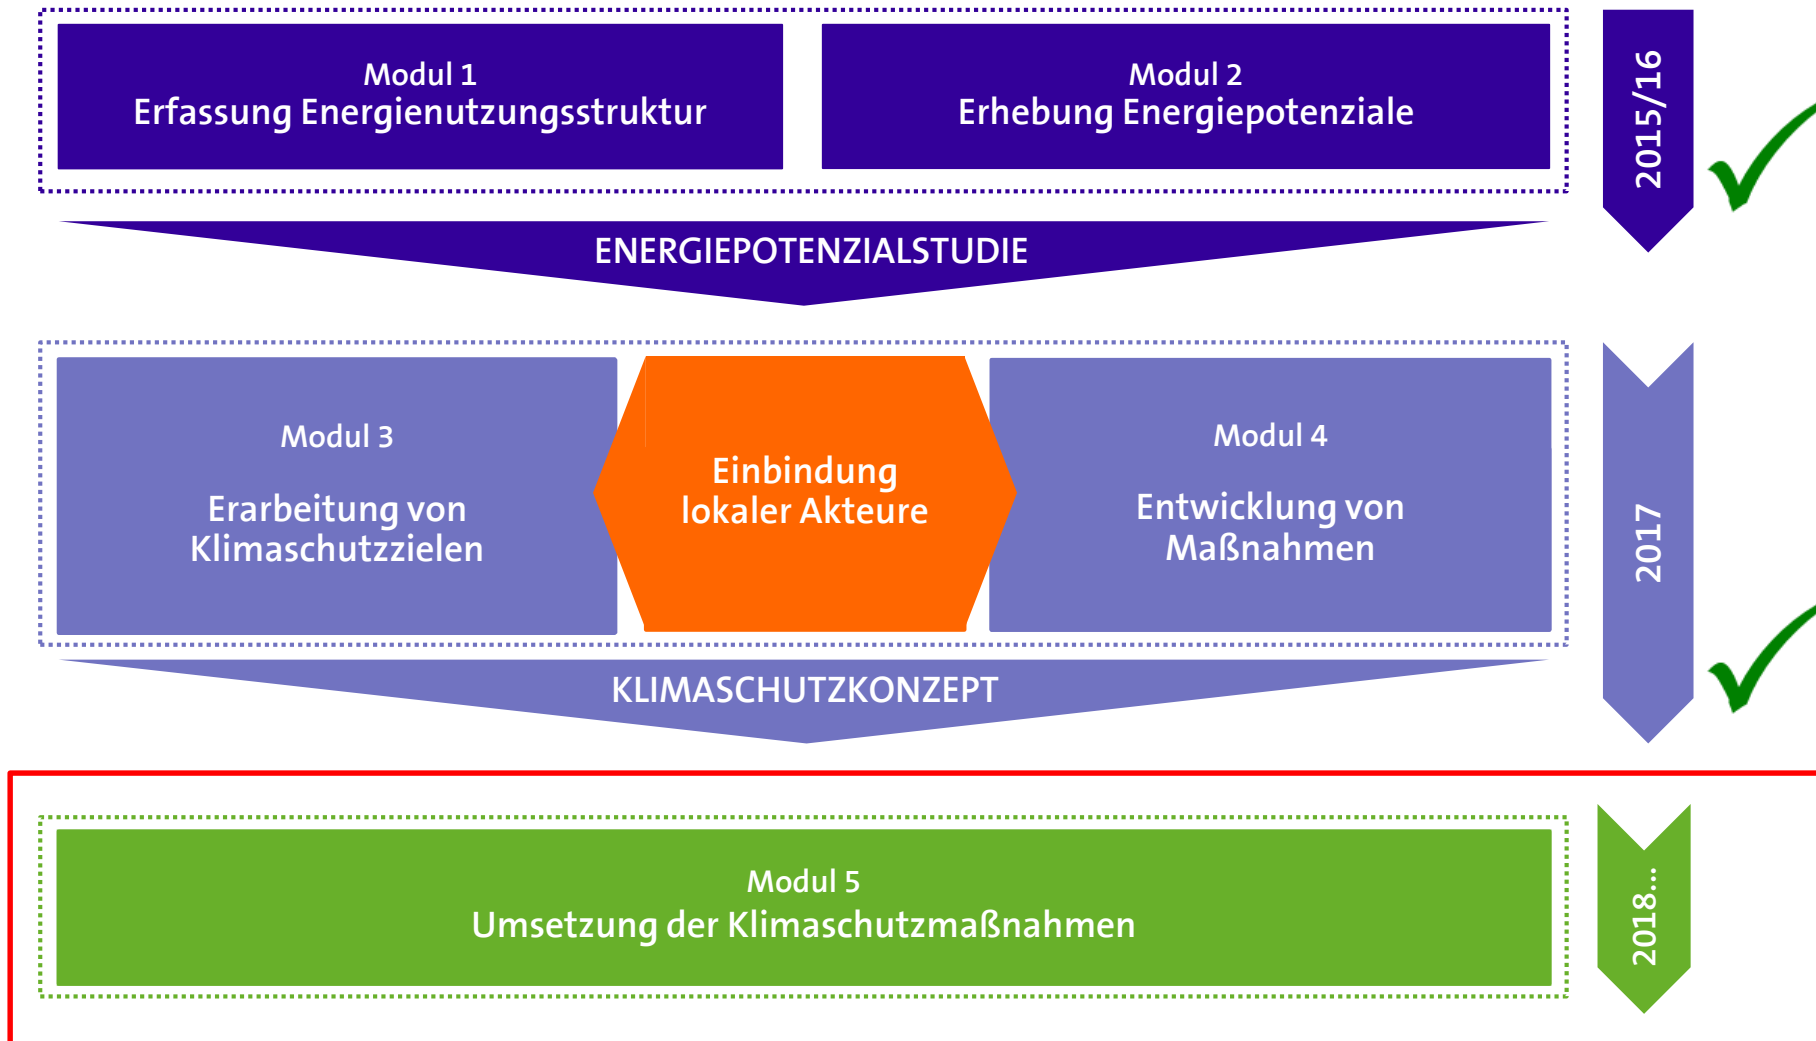 Modul 1
Erfassung Energienutzungsstruktur
Modul 2
Erhebung Energiepotenziale
2015/16
ENERGIEPOTENZIALSTUDIE
Modul 3
Erarbeitung von
Klimaschutzzielen
Einbindung
lokaler Akteure
Modul 4
Entwicklung von
Maßnahmen
2017
KLIMASCHUTZKONZEPT
Modul 5
Umsetzung der Klimaschutzmaßnahmen
2018...